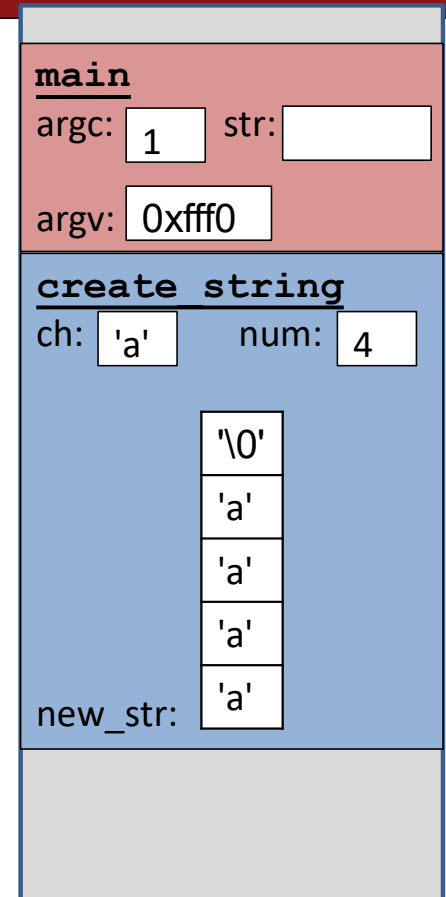 main
argc: 1 str:
argv: 0xfff0
create_string
ch: 'a' num: 4
'\0'
'a'
'a'
'a'
new_str: 'a'